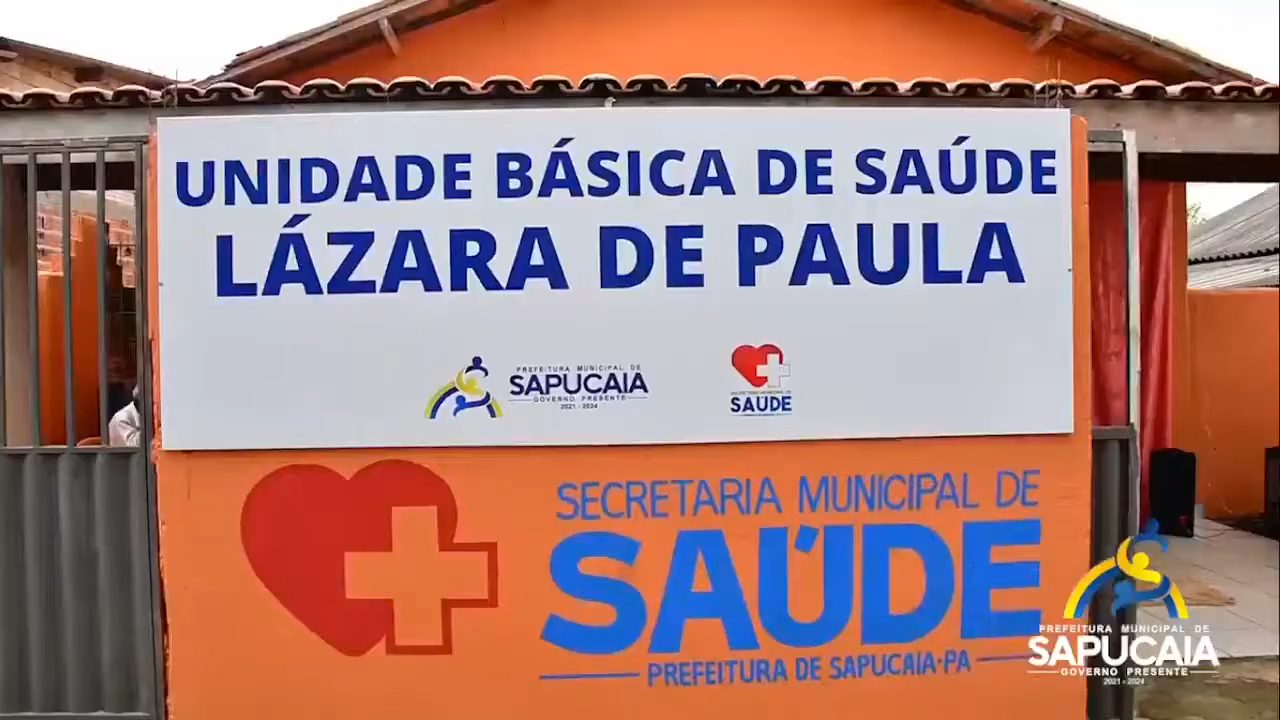 UNIDADE BÁSICA DE SAÚDE
LÁZARA DE PAULA
PREFEITURA MUNICIPAL DE
SAPUCAIA
GOVERNO PRESENTE
2021 - 2024
SAÚDE
SECRETARIA MUNICIPAL DE
SAÚDE
PREFEITURA DE SAPUCAIA-PA
PREFEITURA MUNICIPAL DE
SAPUCAIA
GOVERNO PRESENTE
2021 - 2024